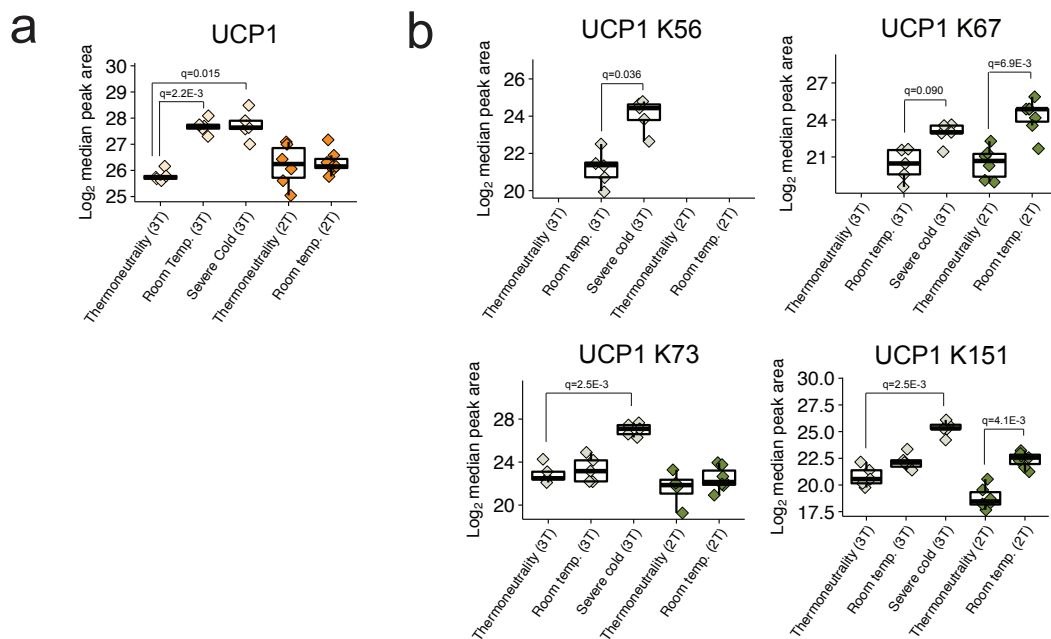 a
UCP1
Log2 median peak area
30
29
28
27
26
25
q=0.015
q=2.2E-3
Thermoneutrality (3T)
Room Temp. (3T)
Severe Cold (3T)
Thermoneutrality (2T)
Room temp. (2T)
b
UCP1 K56
Log2 median peak area
26
24
22
20
q=0.036
Thermoneutrality (3T)
Room temp. (3T)
Severe cold (3T)
Thermoneutrality (2T)
Room temp. (2T)
UCP1 K67
Log2 median peak area
27
24
21
q=0.090
q=6.9E-3
Thermoneutrality (3T)
Room temp. (3T)
Severe cold (3T)
Thermoneutrality (2T)
Room temp. (2T)
UCP1 K73
Log2 median peak area
28
24
20
q=2.5E-3
Thermoneutrality (3T)
Room temp. (3T)
Severe cold (3T)
Thermoneutrality (2T)
Room temp. (2T)
UCP1 K151
Log2 median peak area
30.0
27.5
25.0
22.5
20.0
17.5
q=2.5E-3
q=4.1E-3
Thermoneutrality (3T)
Room temp. (3T)
Severe cold (3T)
Thermoneutrality (2T)
Room temp. (2T)